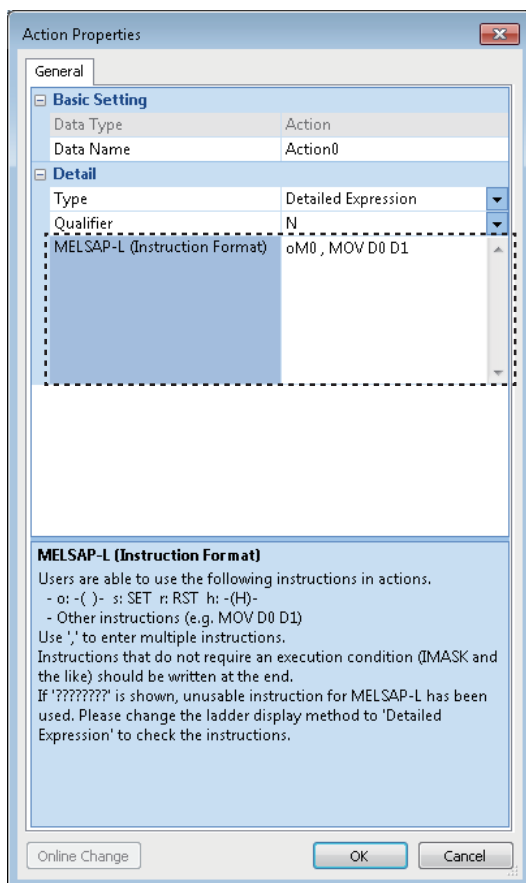 Action Properties
General
Basic Setting
Data Type Action
Data Name Action0
Detail
Type Detailed Expression
Qualifier N
MELSAP-L (Instruction Format) oM0 , MOV D0 D1
MELSAP-L (Instruction Format)
Users are able to use the following instructions in actions.
- o: -( )- s: SET r: RST h: -(H)-
- Other instructions (e.g. MOV D0 D1)
Use ',' to enter multiple instructions.
Instructions that do not require an execution condition (IMASK and
the like) should be written at the end.
If '????????' is shown, unusable instruction for MELSAP-L has been
used. Please change the ladder display method to 'Detailed
Expression' to check the instructions.
Online Change OK Cancel